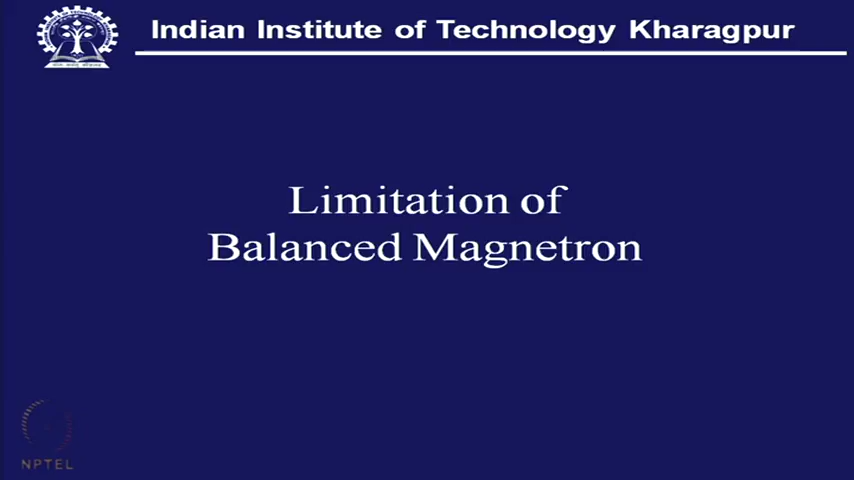 Indian Institute of Technology Kharagpur
Limitation of
Balanced Magnetron
NPTEL